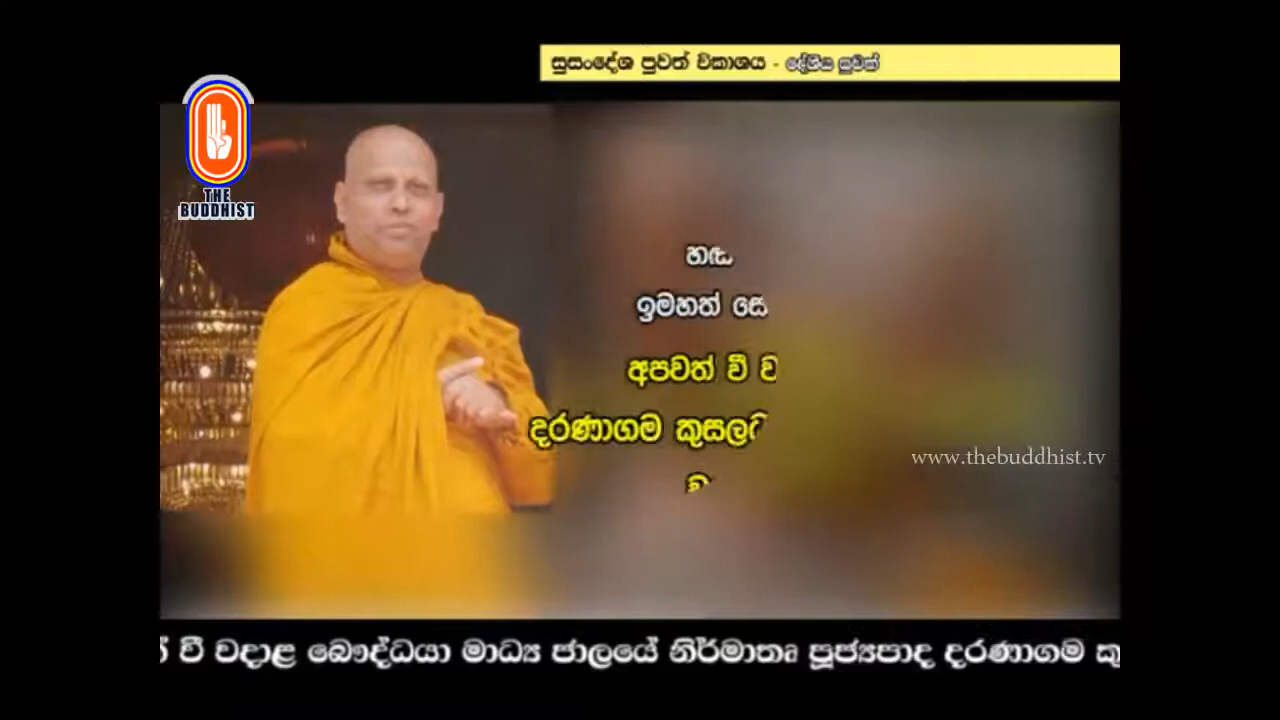 සුසංදේශ පුවත් විකාශය - දේශීය පුවත්
THE
BUDDHIST
ඉමහත් සෙ
අපවත් වී ව
දරණාගම කුසල
www.thebuddhist.tv
වී වදාළ බෞද්ධයා මාධ්‍ය ජාලයේ නිර්මාතෘ පූජ්‍යපාද දරණාගම කු